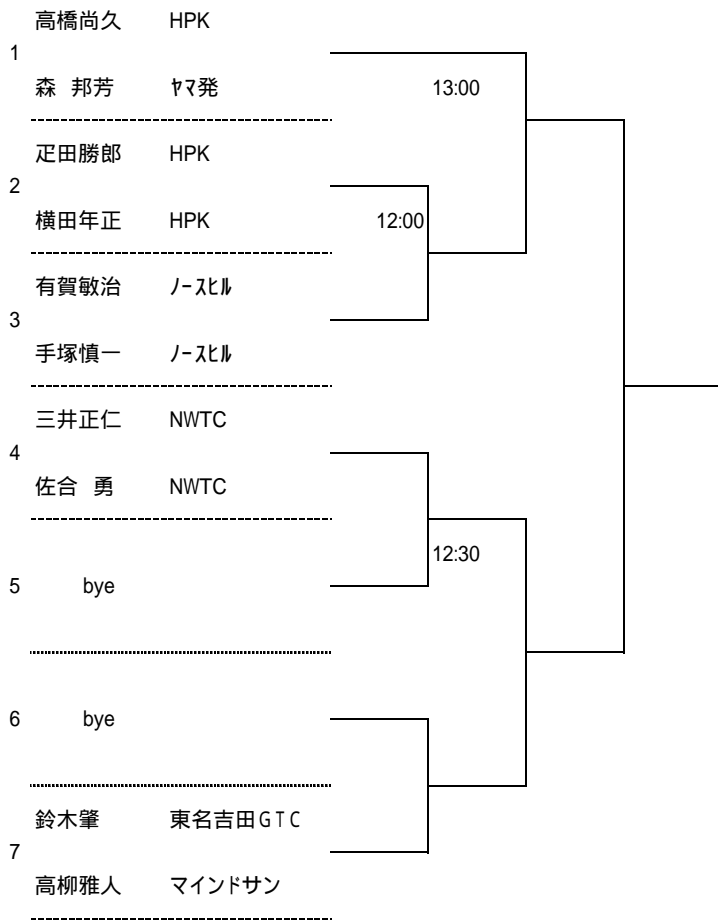 高橋尚久 HPK
1
森 邦芳 ﾔﾏ発 13:00
疋田勝郎 HPK
2
横田年正 HPK 12:00
有賀敏治 ﾉｰｽﾋﾙ
3
手塚慎一 ﾉｰｽﾋﾙ
三井正仁 NWTC
4
佐合 勇 NWTC
12:30
5 bye
6 bye
鈴木肇 東名吉田GTC
7
高柳雅人 マインドサン